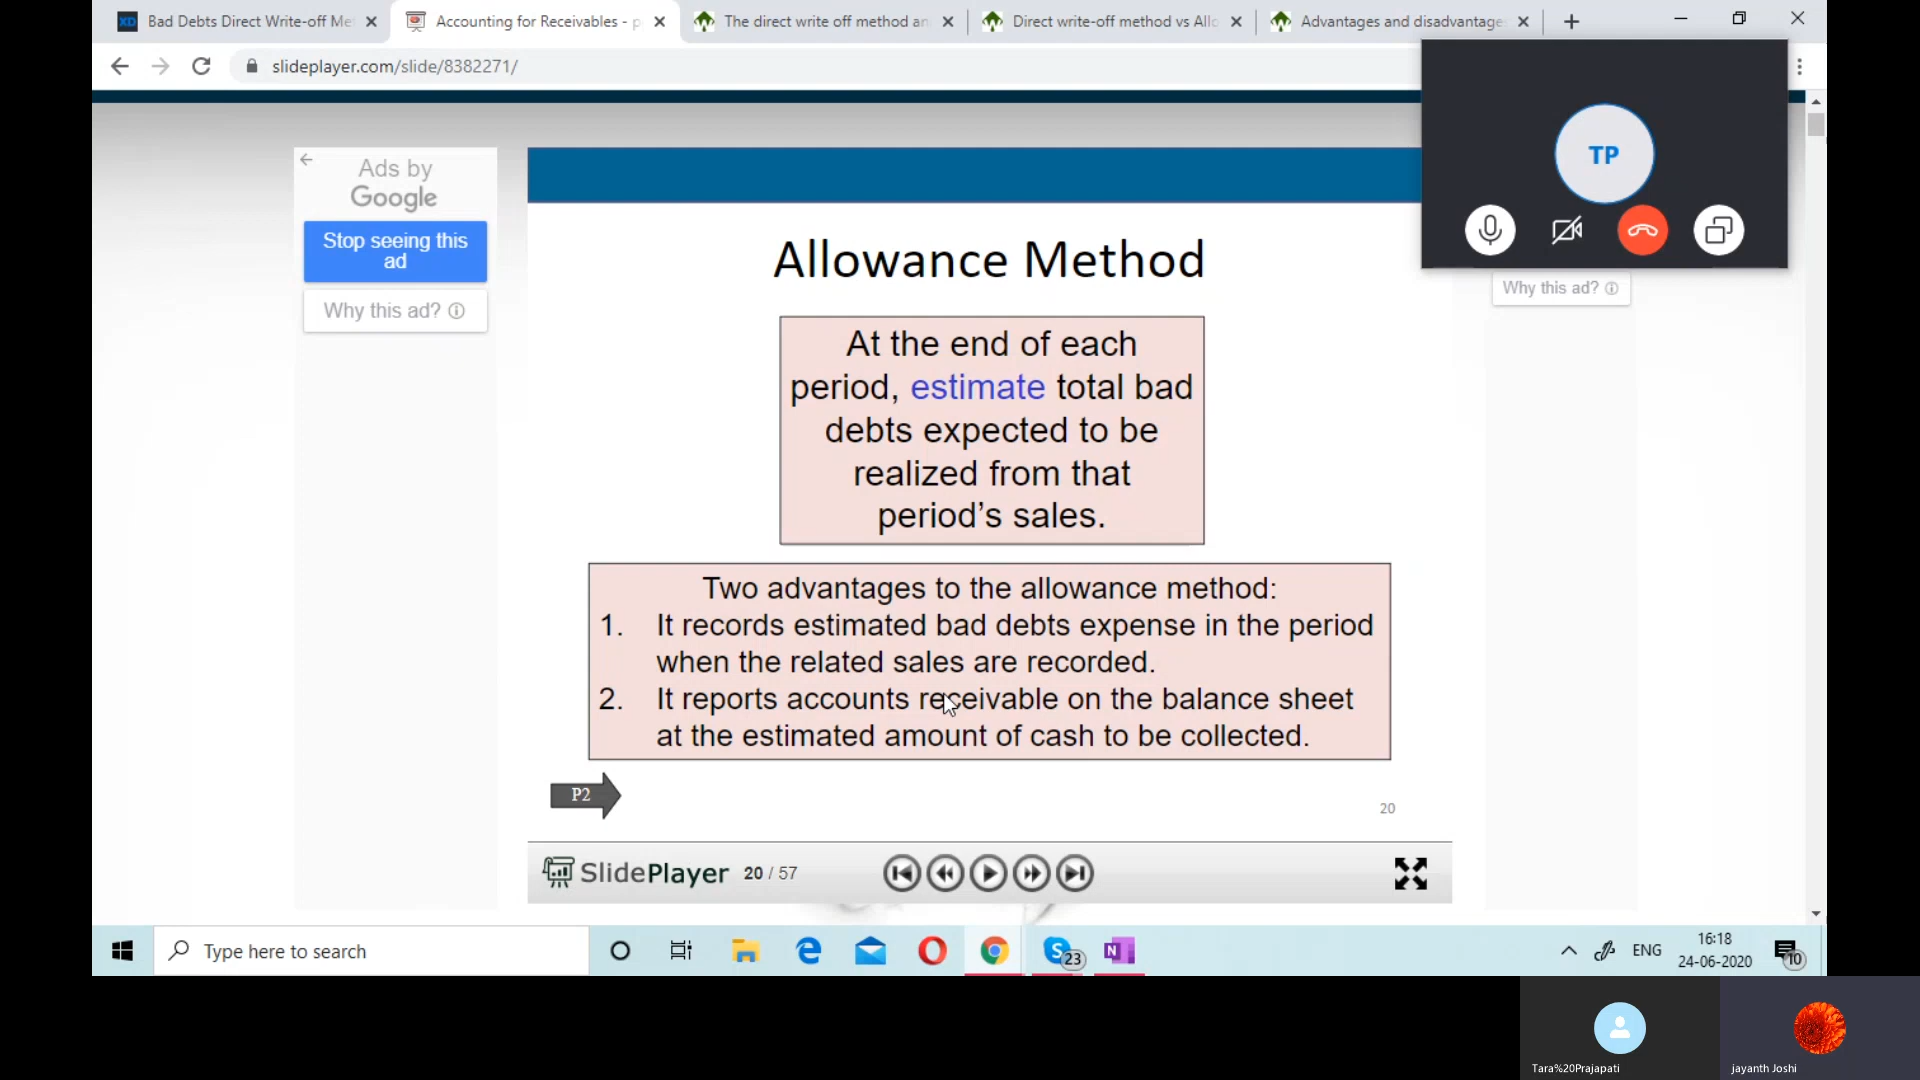 Bad Debts Direct Write-off Me
Accounting for Receivables - p
The direct write off method an
Direct write-off method vs Allo
Advantages and disadvantage
slideplayer.com/slide/8382271/
Ads by
Google
Stop seeing this
ad
Why this ad?
TP
Why this ad?
Allowance Method
At the end of each
period, estimate total bad
debts expected to be
realized from that
period's sales.
Two advantages to the allowance method:
1. It records estimated bad debts expense in the period
when the related sales are recorded.
2. It reports accounts receivable on the balance sheet
at the estimated amount of cash to be collected.
P2
20
SlidePlayer 20 / 57
Type here to search
23
ENG
16:18
24-06-2020
10
Tara%20Prajapati
jayanth Joshi